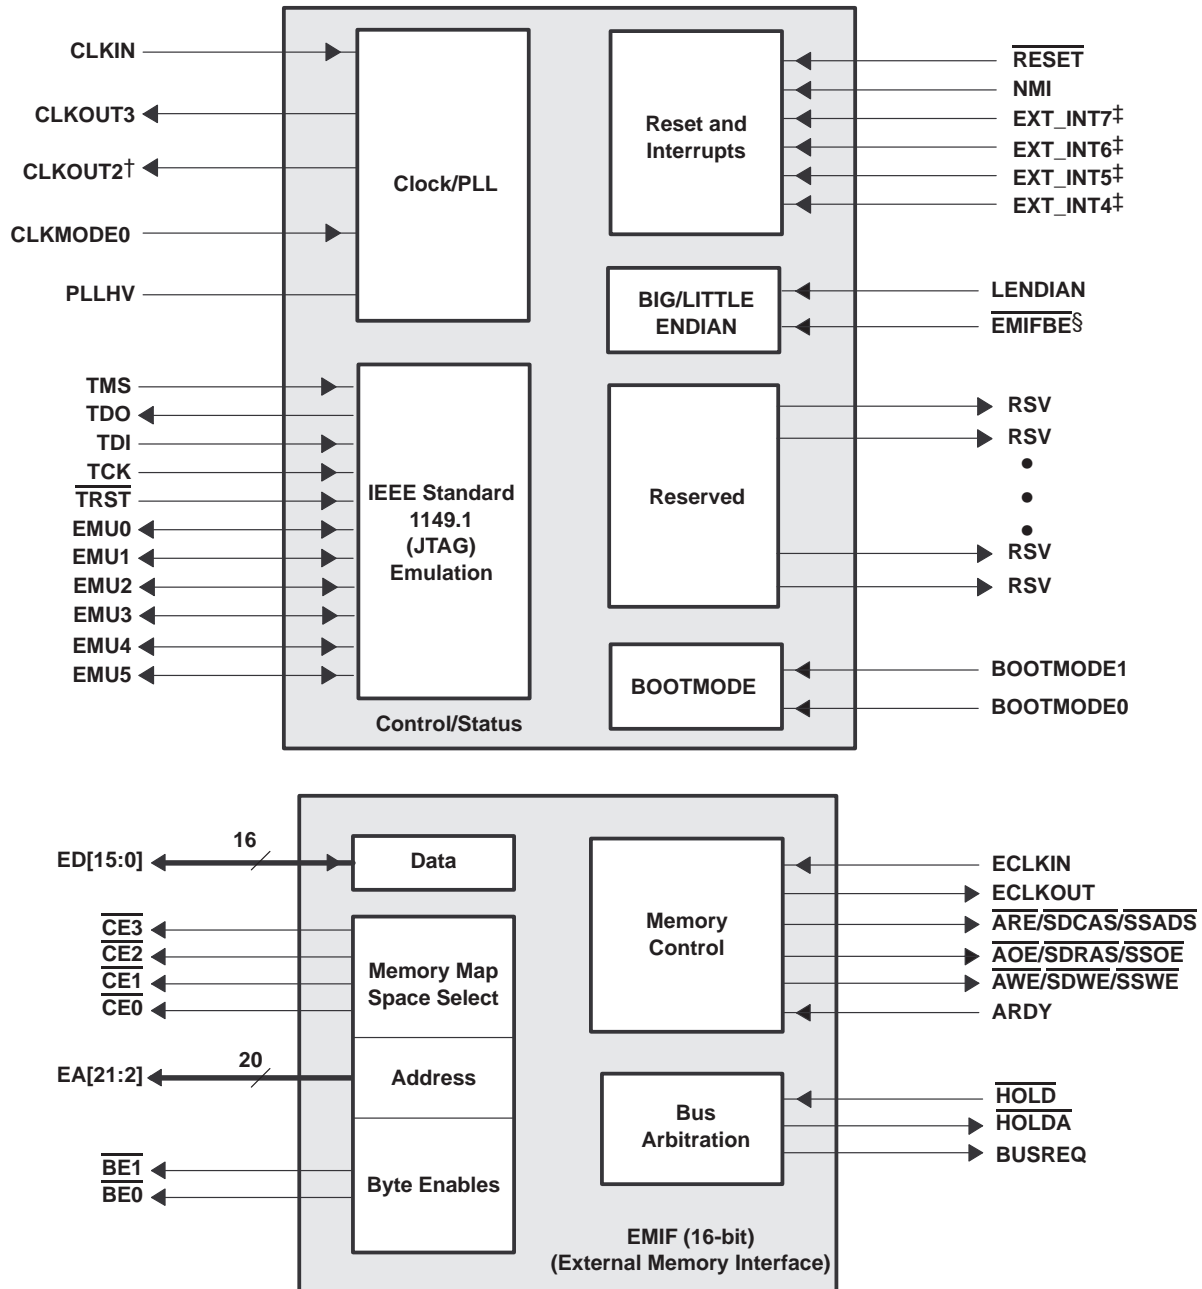 CLKIN
CLKOUT3
CLKOUT2†
CLKMODE0
PLLHV
Clock/PLL
TMS
TDO
TDI
TCK
TRST
EMU0
EMU1
EMU2
EMU3
EMU4
EMU5
IEEE Standard
1149.1
(JTAG)
Emulation
Control/Status
Reset and
Interrupts
RESET
NMI
EXT_INT7‡
EXT_INT6‡
EXT_INT5‡
EXT_INT4‡
BIG/LITTLE
ENDIAN
LENDIAN
EMIFBE§
Reserved
RSV
RSV
RSV
RSV
BOOTMODE
BOOTMODE1
BOOTMODE0
ED[15:0]
16
Data
CE3
CE2
CE1
CE0
Memory Map
Space Select
EA[21:2]
20
Address
BE1
BE0
Byte Enables
Memory
Control
ECLKIN
ECLKOUT
ARE/SDCAS/SSADS
AOE/SDRAS/SSOE
AWE/SDWE/SSWE
ARDY
Bus
Arbitration
HOLD
HOLDA
BUSREQ
EMIF (16-bit)
(External Memory Interface)